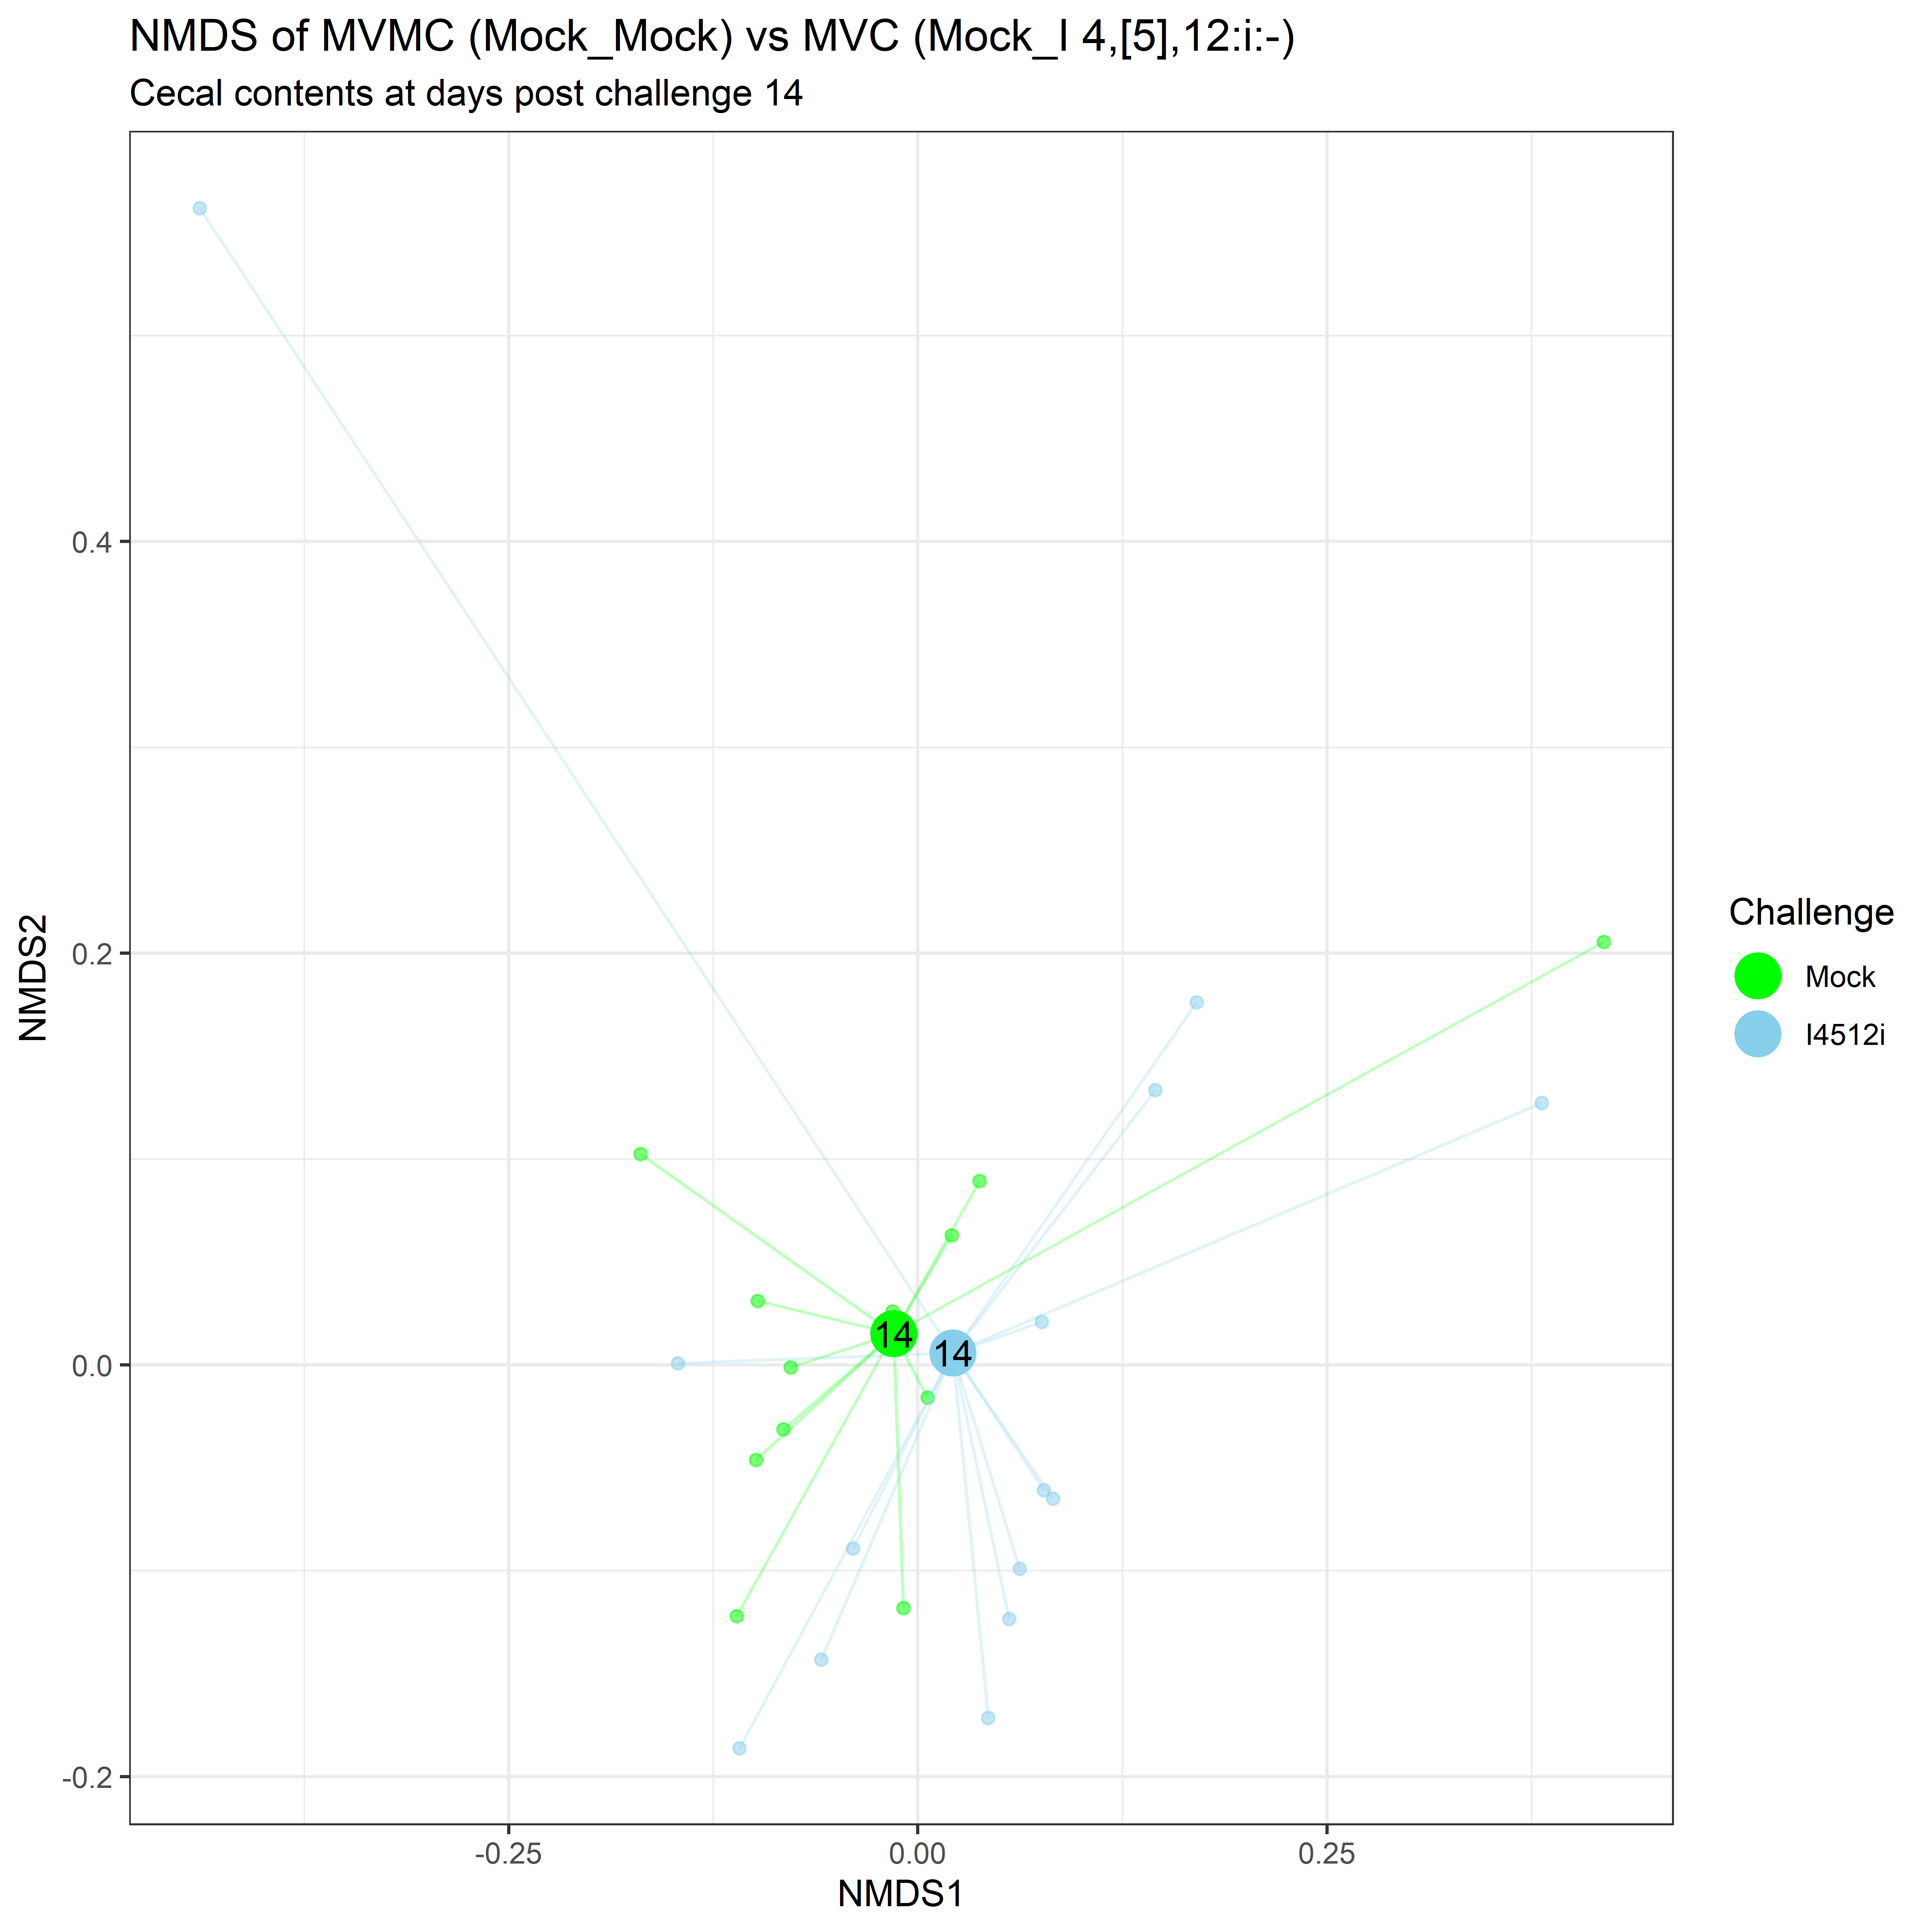 NMDS of MVMC (Mock_Mock) vs MVC (Mock_I 4,[5],12:i:-)
Cecal contents at days post challenge 14
0.4
0.2
0.0
-0.2
NMDS2
14
14
-0.25
0.00
0.25
NMDS1
Challenge
Mock
I4512i